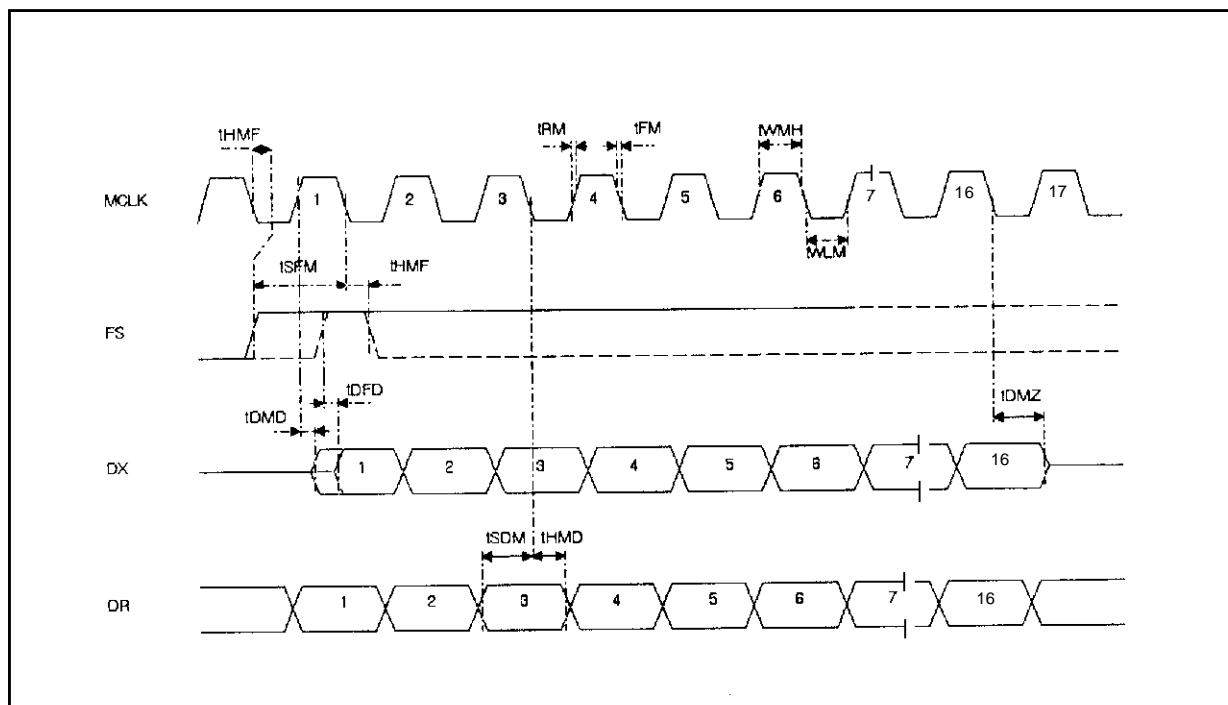 tHMF tRM tFM tWMH
MCLK 1 2 3 4 5 6 7 16 17
tWLM
tSFM tHMF
FS
tDFD
tDMD tDMZ
DX 1 2 3 4 5 6 7 16
tSDM tHMD
DR 1 2 3 4 5 6 7 16